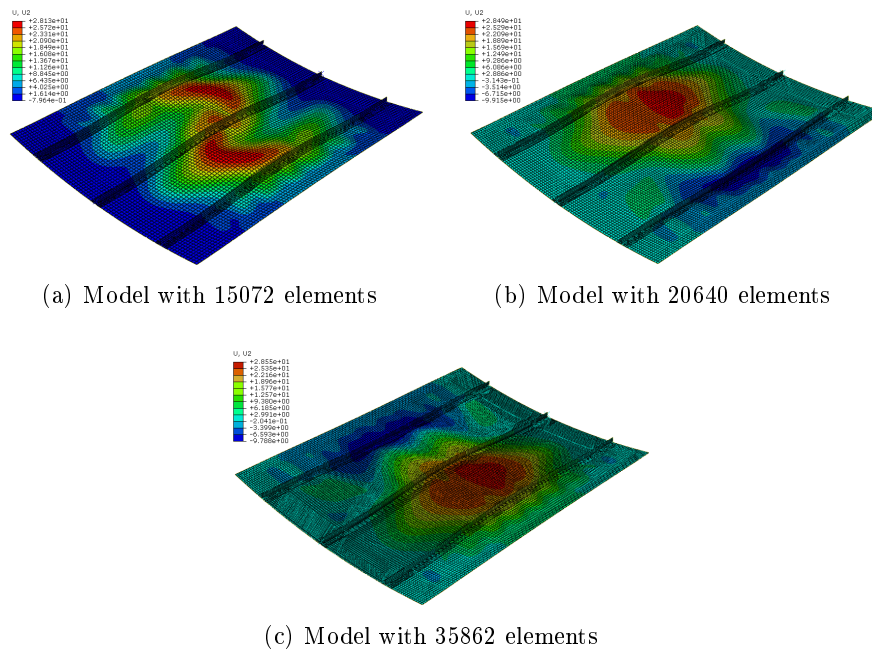 U, U2
+2.813e+01
+2.572e+01
+2.331e+01
+2.090e+01
+1.849e+01
+1.608e+01
+1.367e+01
+1.126e+01
+8.845e+00
+6.435e+00
+4.025e+00
+1.614e+00
-7.964e-01
U, U2
+2.849e+01
+2.529e+01
+2.209e+01
+1.889e+01
+1.569e+01
+1.249e+01
+9.286e+00
+6.086e+00
+2.886e+00
-3.143e-01
-3.514e+00
-6.715e+00
-9.915e+00
(a) Model with 15072 elements
(b) Model with 20640 elements
U, U2
+2.855e+01
+2.535e+01
+2.216e+01
+1.896e+01
+1.577e+01
+1.257e+01
+9.380e+00
+6.185e+00
+2.991e+00
-2.041e-01
-3.399e+00
-6.593e+00
-9.788e+00
(c) Model with 35862 elements